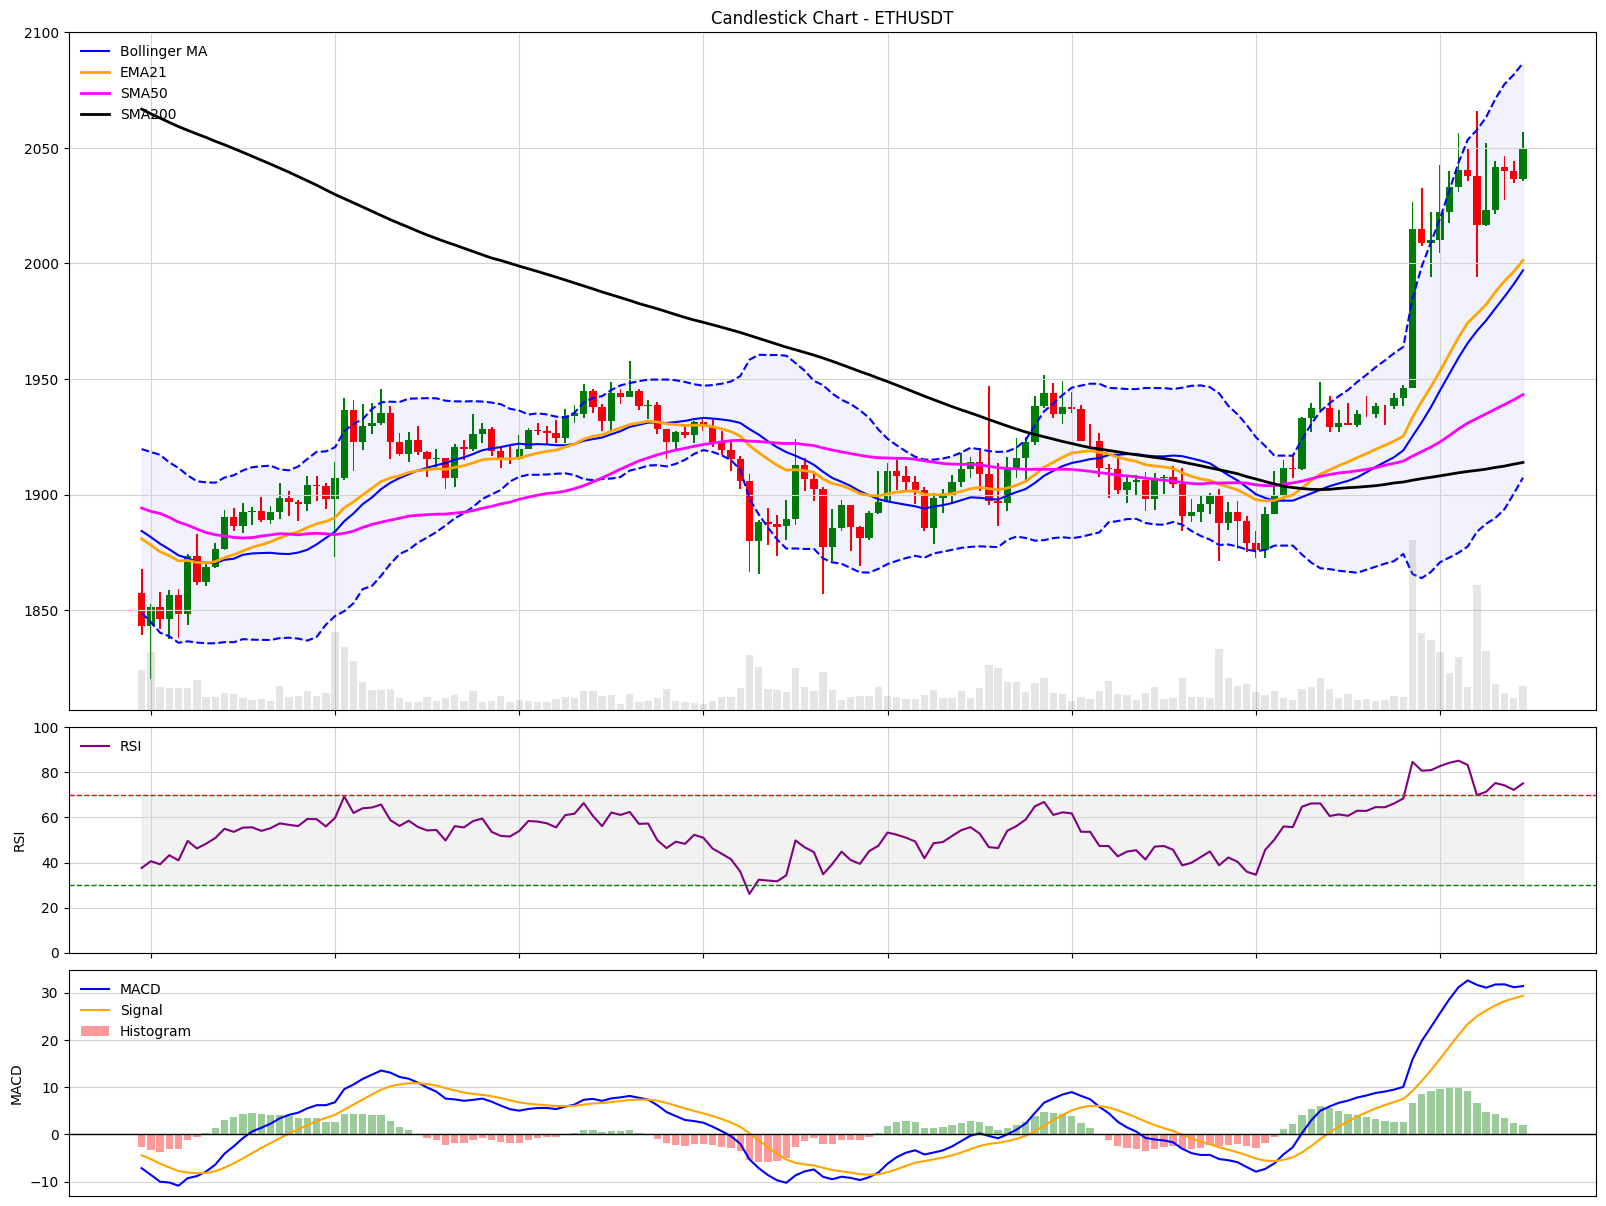 Candlestick Chart - ETHUSDT
2100
2050
2000
1950
1900
1850
Bollinger MA
EMA21
SMA50
SMA200
100
80
60
40
20
0
RSI
RSI
30
20
10
0
−10
MACD
MACD
Signal
Histogram